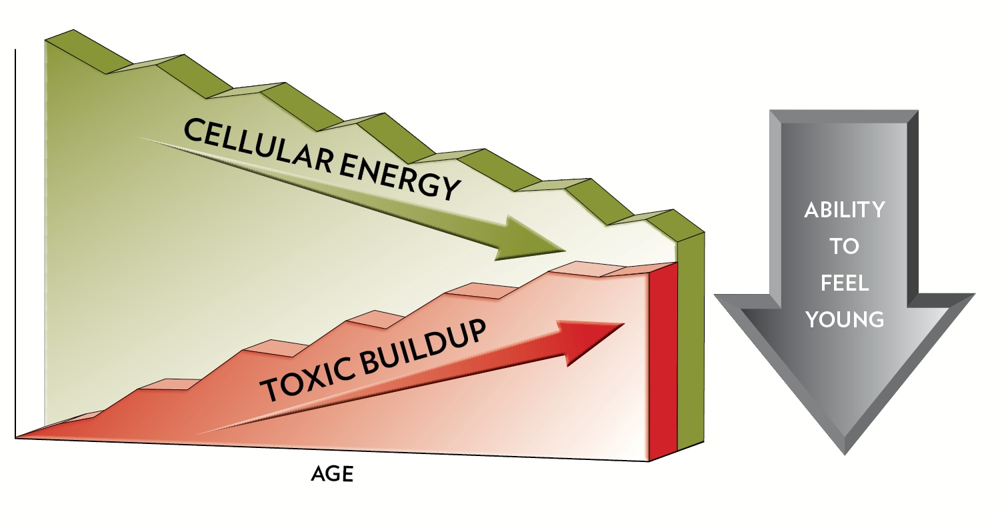 CELLULAR ENERGY
TOXIC BUILDUP
AGE
ABILITY
TO
FEEL
YOUNG